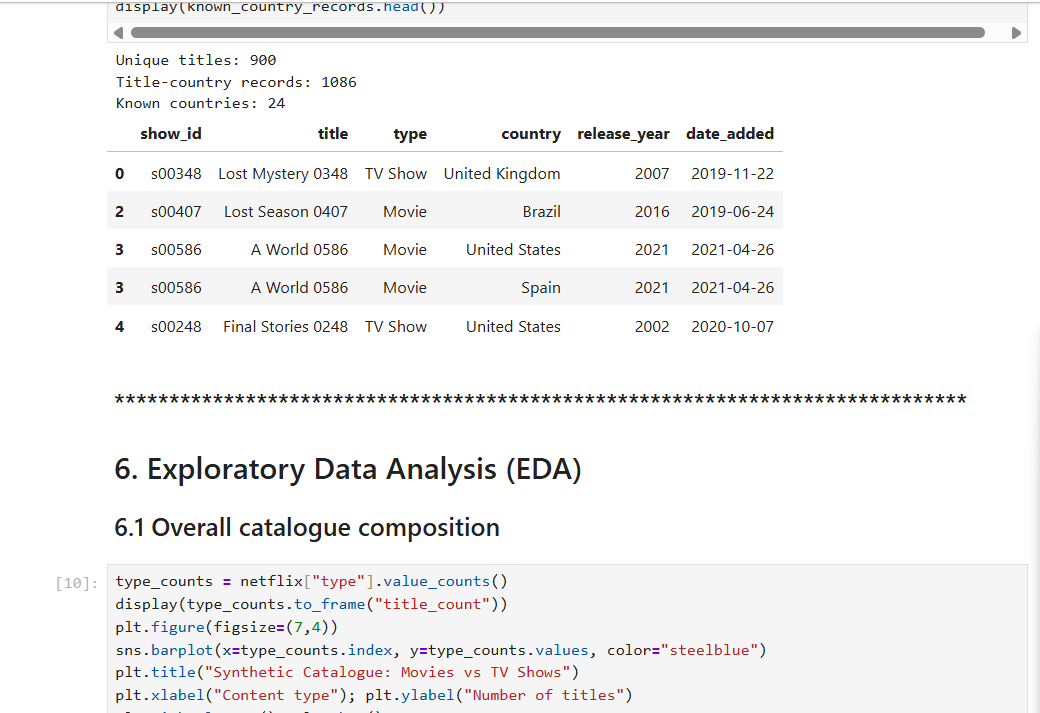 display(known_country_records.head())
Unique titles: 900
Title-country records: 1086
Known countries: 24
show_id title type country release_year date_added
0 s00348 Lost Mystery 0348 TV Show United Kingdom 2007 2019-11-22
2 s00407 Lost Season 0407 Movie Brazil 2016 2019-06-24
3 s00586 A World 0586 Movie United States 2021 2021-04-26
3 s00586 A World 0586 Movie Spain 2021 2021-04-26
4 s00248 Final Stories 0248 TV Show United States 2002 2020-10-07
******************************************************************************
6. Exploratory Data Analysis (EDA)
6.1 Overall catalogue composition
[10]: type_counts = netflix["type"].value_counts()
display(type_counts.to_frame("title_count"))
plt.figure(figsize=(7,4))
sns.barplot(x=type_counts.index, y=type_counts.values, color="steelblue")
plt.title("Synthetic Catalogue: Movies vs TV Shows")
plt.xlabel("Content type"); plt.ylabel("Number of titles")